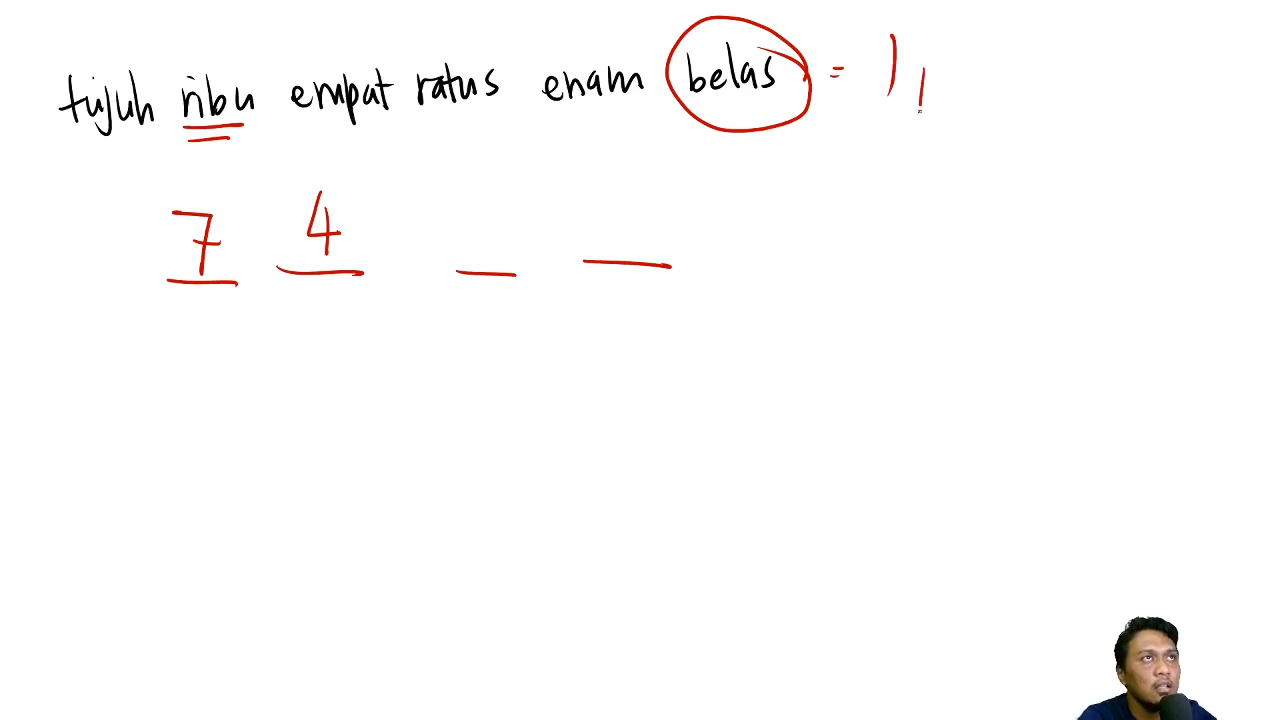 tujuh ribu empat ratus enam belas = 1,
7 4 _ _